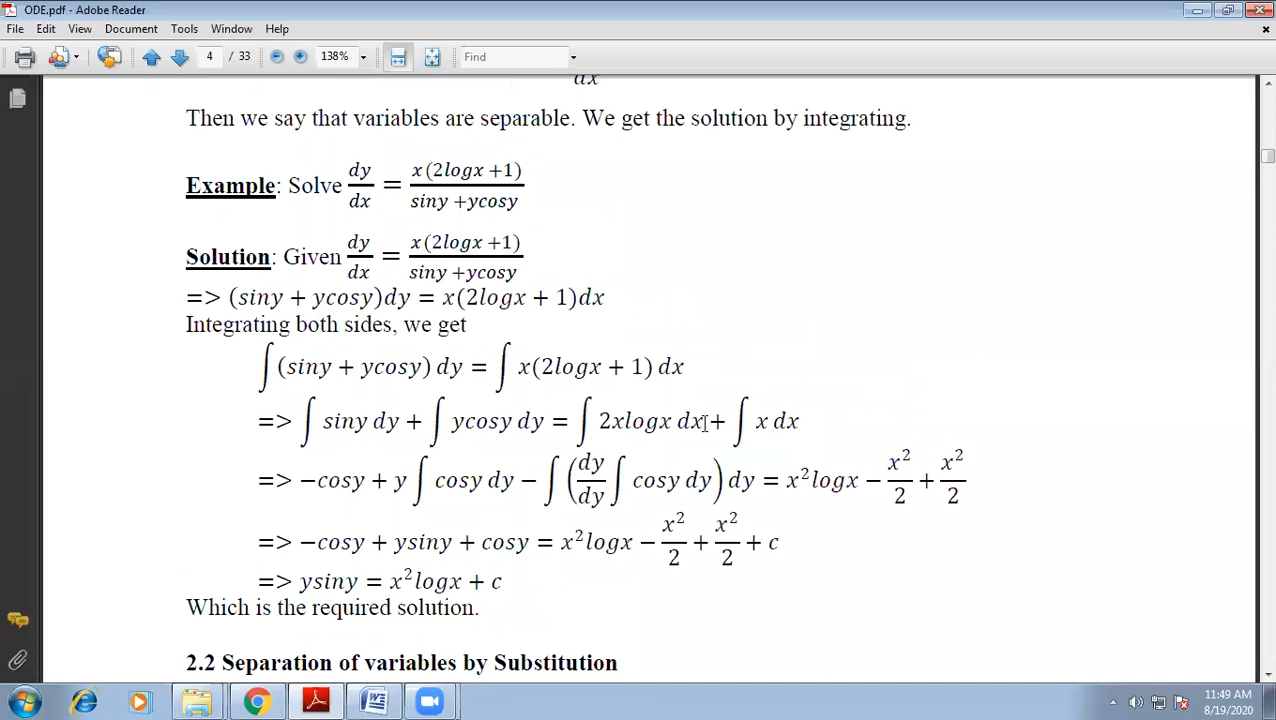 ODE.pdf - Adobe Reader
File Edit View Document Tools Window Help
4 / 33 138% Find
dx
Then we say that variables are separable. We get the solution by integrating.
Example: Solve dy/dx = x(2logx +1)/siny +ycosy
Solution: Given dy/dx = x(2logx +1)/siny +ycosy
=> (siny + ycosy)dy = x(2logx + 1)dx
Integrating both sides, we get
∫(siny + ycosy) dy = ∫ x(2logx + 1) dx
=> ∫ siny dy + ∫ ycosy dy = ∫ 2xlogx dx + ∫ x dx
=> −cosy + y ∫ cosy dy − ∫ (dy/dy ∫ cosy dy) dy = x²logx − x²/2 + x²/2
=> −cosy + ysiny + cosy = x²logx − x²/2 + x²/2 + c
=> ysiny = x²logx + c
Which is the required solution.
2.2 Separation of variables by Substitution
11:49 AM
8/19/2020